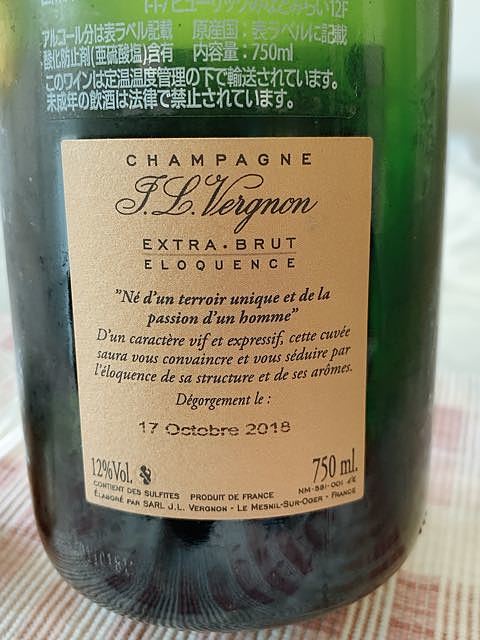 アルコール分は表ラベル記載 原産国：表ラベルに記載
酸化防止剤(亜硫酸塩)含有 内容量：750ml
このワインは定温温度管理の下で輸送されています。
未成年の飲酒は法律で禁止されています。
CHAMPAGNE
J.L.Vergnon
EXTRA·BRUT
ELOQUENCE
"Né d'un terroir unique et de la
passion d'un homme"
D'un caractère vif et expressif, cette cuvée
saura vous convaincre et vous séduire par
l'éloquence de sa structure et de ses arômes.
Dégorgement le :
17 Octobre 2018
12%Vol. 750 ml.
CONTIENT DES SULFITES PRODUIT DE FRANCE NM-581-001
ÉLABORÉ PAR SARL J.L. VERGNON - LE MESNIL-SUR-OGER - FRANCE